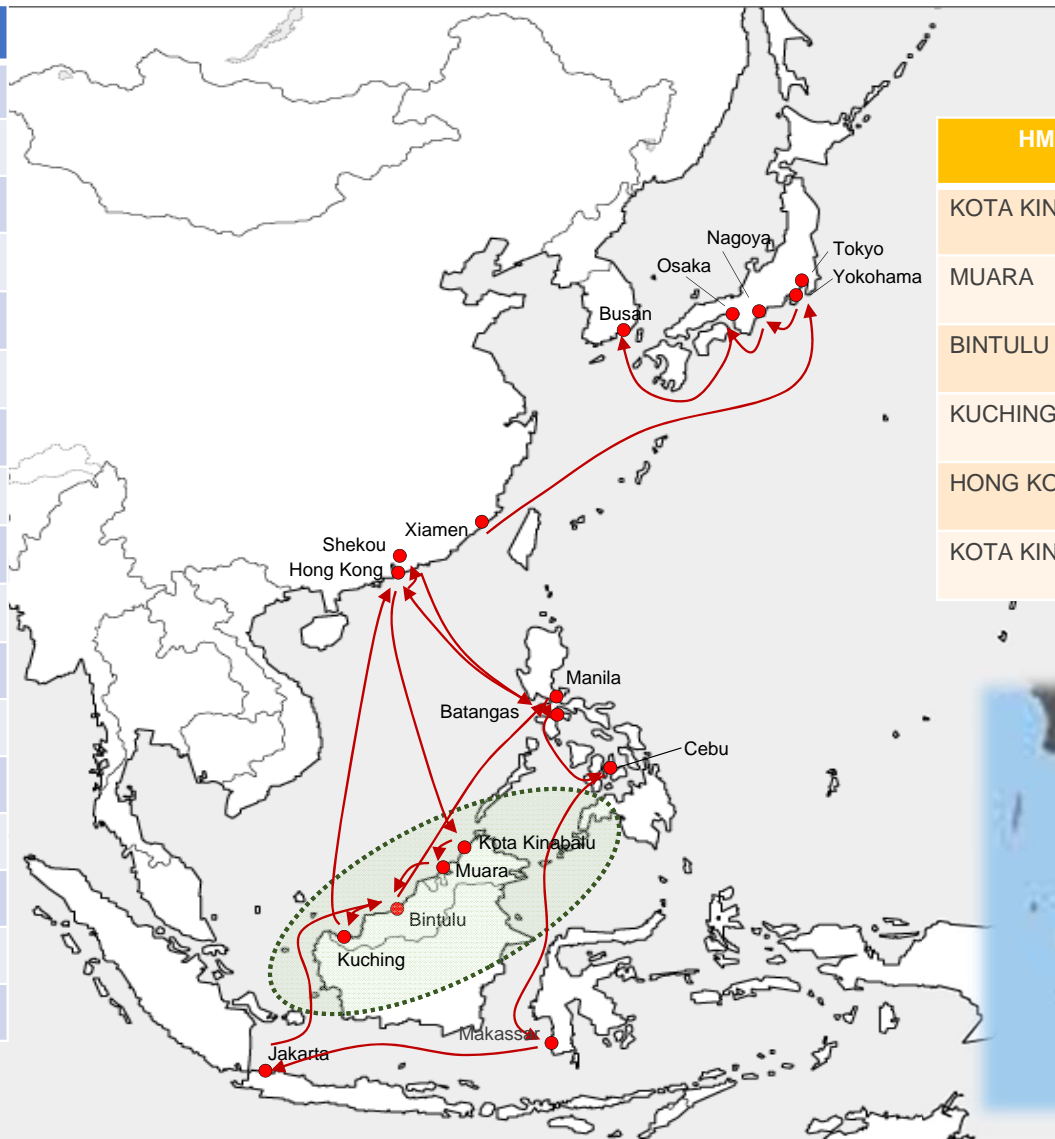 HM
KOTA KIN
MUARA
BINTULU
KUCHING
HONG KO
KOTA KIN
Nagoya
Tokyo
Osaka
Yokohama
Busan
Xiamen
Shekou
Hong Kong
Manila
Batangas
Cebu
Kota Kinabalu
Muara
Bintulu
Kuching
Makassar
Jakarta